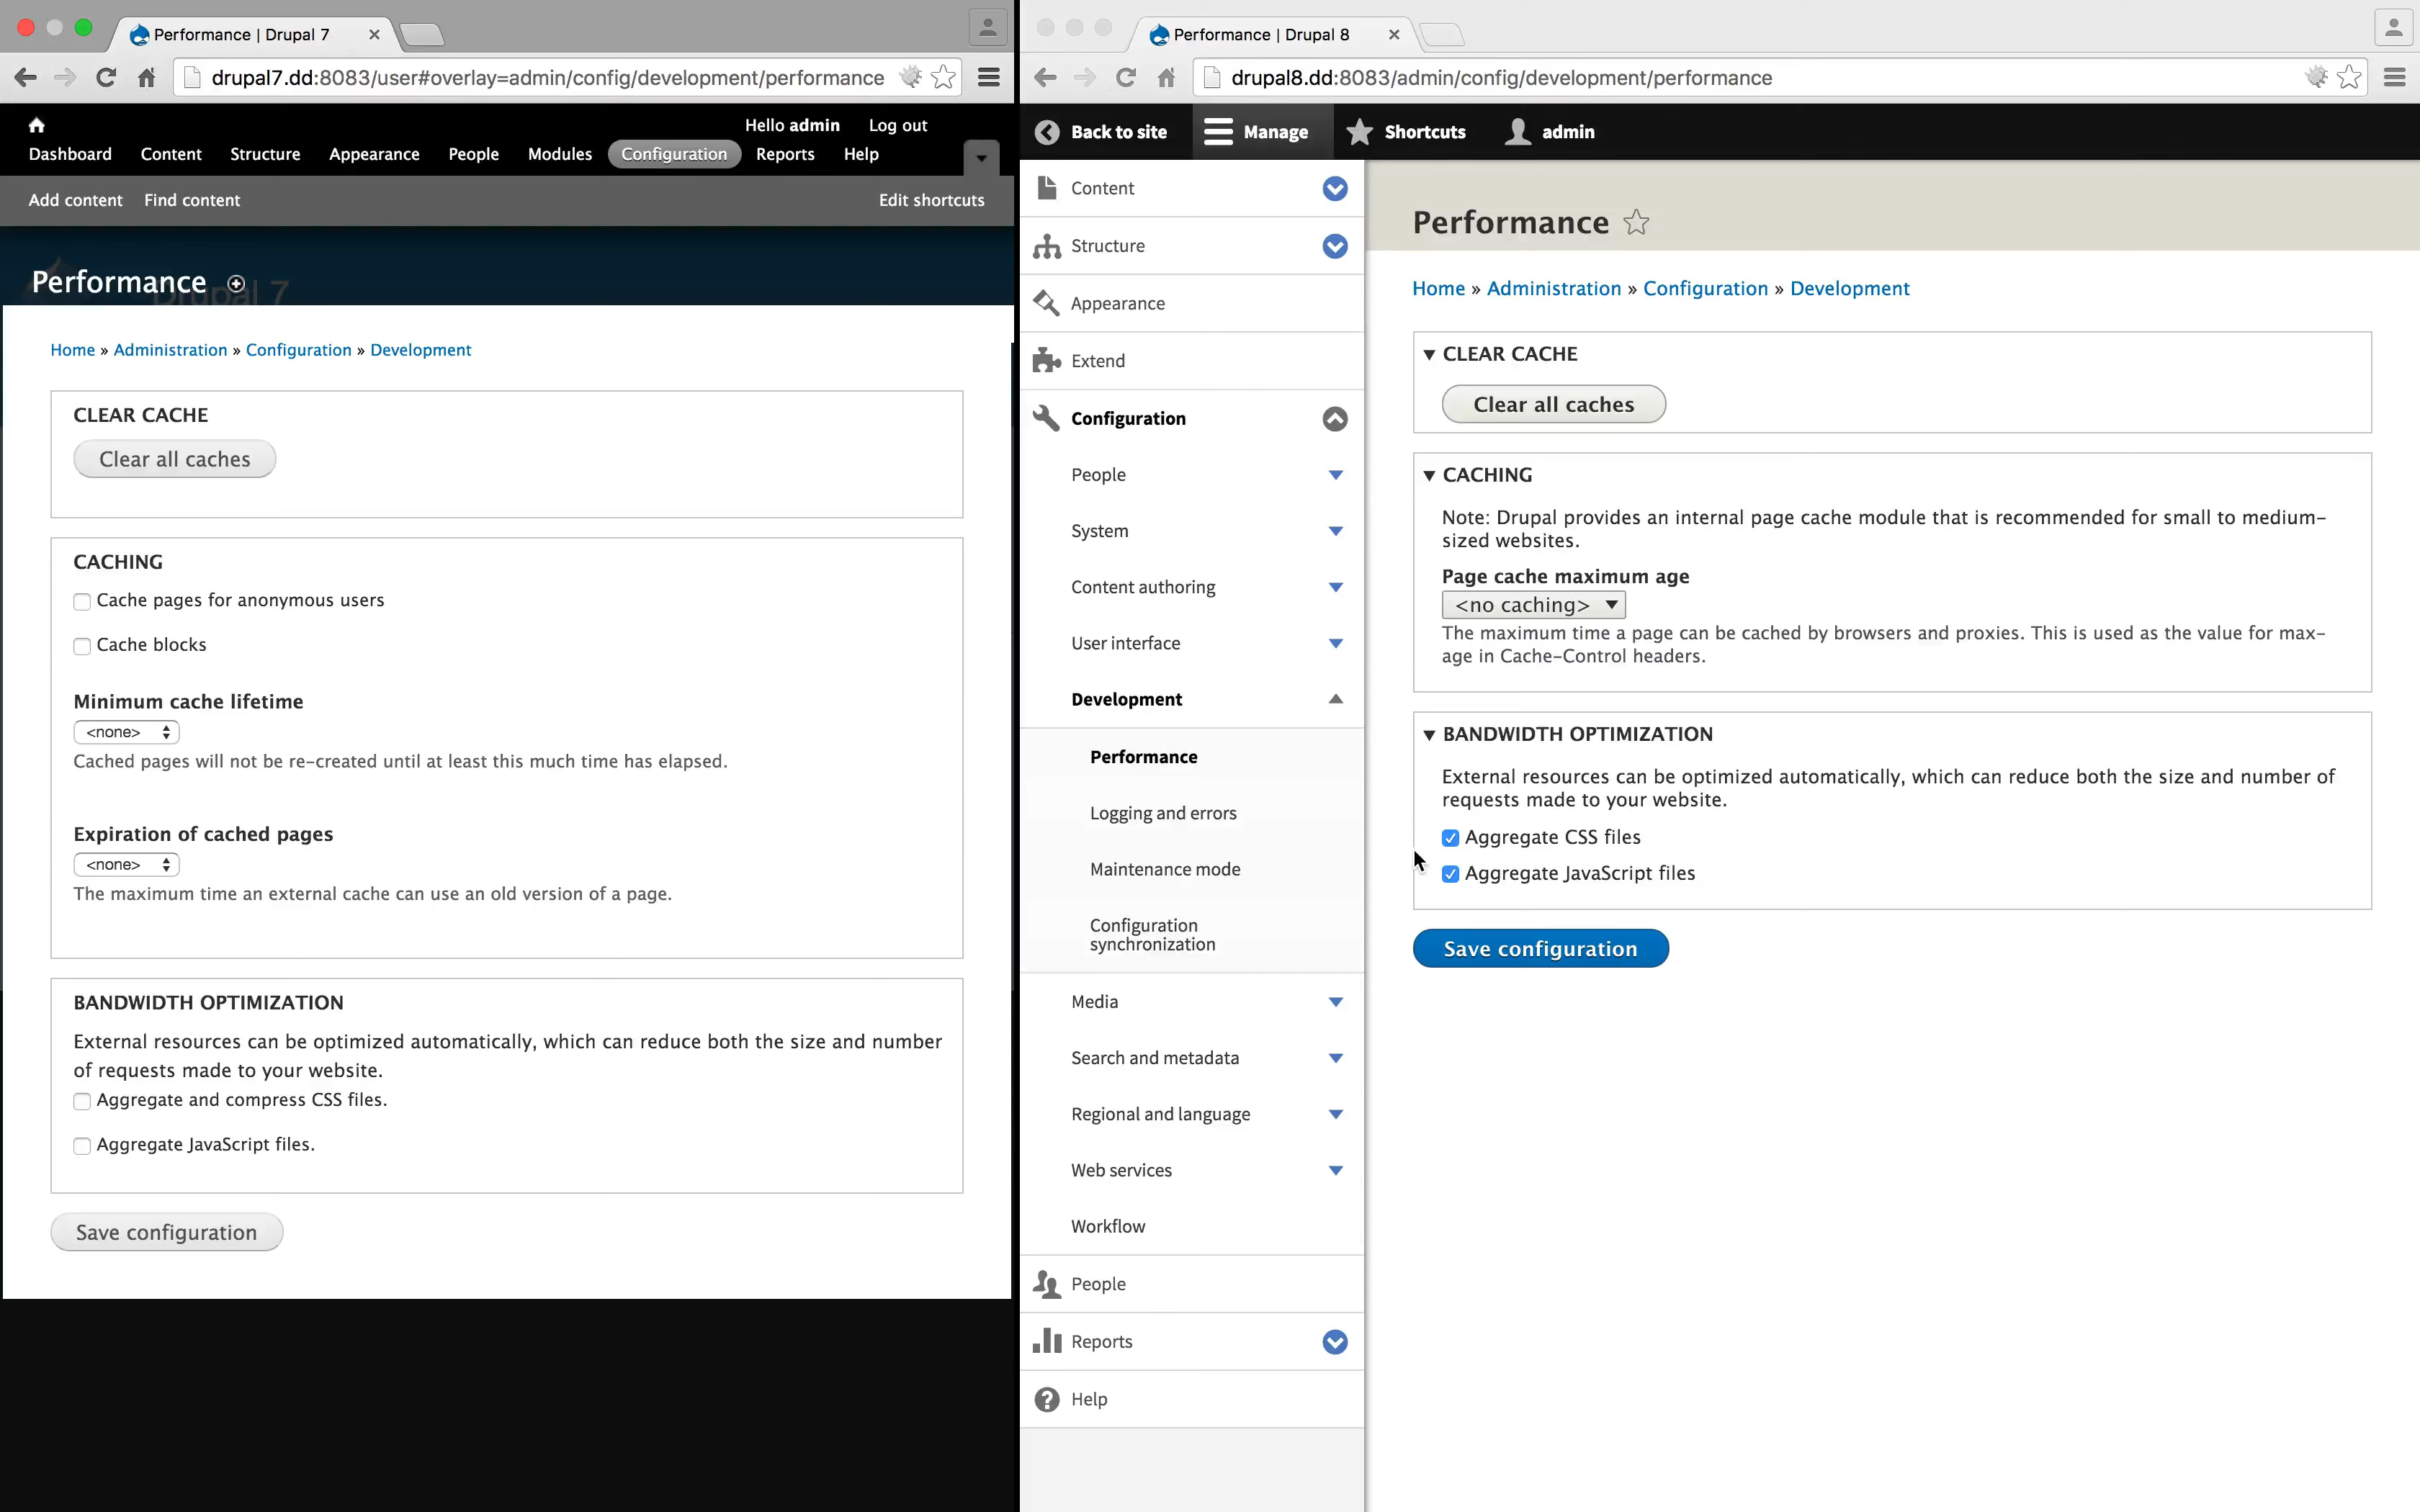 Performance | Drupal 7
drupal7.dd:8083/user#overlay=admin/config/development/performance
Hello admin Log out
Dashboard Content Structure Appearance People Modules Configuration Reports Help
Add content Find content Edit shortcuts
Drupal 7
Performance
Home » Administration » Configuration » Development
CLEAR CACHE
Clear all caches
CACHING
Cache pages for anonymous users
Cache blocks
Minimum cache lifetime
<none>
Cached pages will not be re-created until at least this much time has elapsed.
Expiration of cached pages
<none>
The maximum time an external cache can use an old version of a page.
BANDWIDTH OPTIMIZATION
External resources can be optimized automatically, which can reduce both the size and number
of requests made to your website.
Aggregate and compress CSS files.
Aggregate JavaScript files.
Save configuration
Performance | Drupal 8
drupal8.dd:8083/admin/config/development/performance
Back to site Manage Shortcuts admin
Content
Structure
Appearance
Extend
Configuration
People
System
Content authoring
User interface
Development
Performance
Logging and errors
Maintenance mode
Configuration
synchronization
Media
Search and metadata
Regional and language
Web services
Workflow
People
Reports
Help
Performance
Home » Administration » Configuration » Development
CLEAR CACHE
Clear all caches
CACHING
Note: Drupal provides an internal page cache module that is recommended for small to medium-
sized websites.
Page cache maximum age
<no caching>
The maximum time a page can be cached by browsers and proxies. This is used as the value for max-
age in Cache-Control headers.
BANDWIDTH OPTIMIZATION
External resources can be optimized automatically, which can reduce both the size and number of
requests made to your website.
Aggregate CSS files
Aggregate JavaScript files
Save configuration